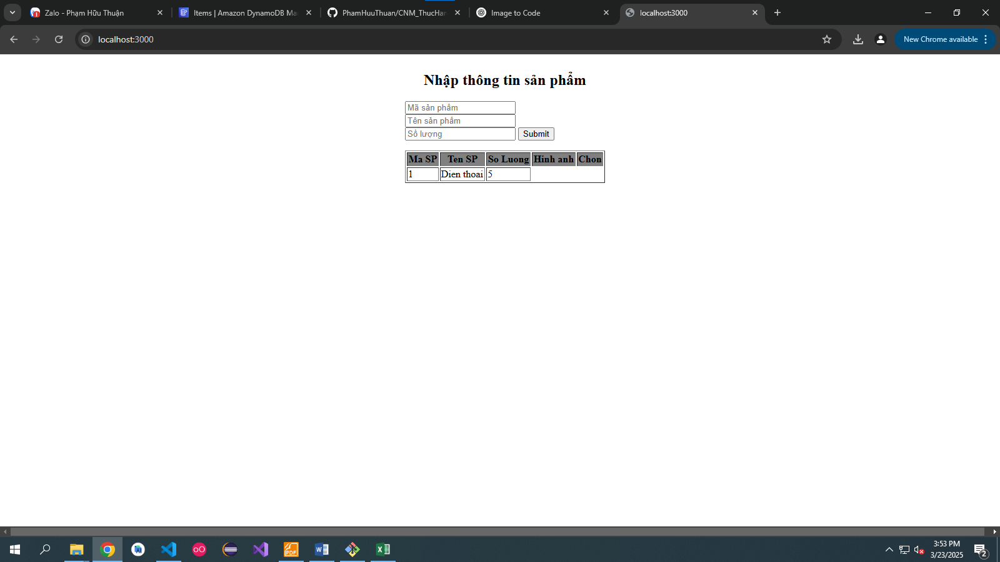 Zalo - Phạm Hữu Thuận
Items | Amazon DynamoDB Ma
PhamHuuThuan/CNM_ThucHan
Image to Code
localhost:3000
localhost:3000
New Chrome available
Nhập thông tin sản phẩm
Mã sản phẩm
Tên sản phẩm
Số lượng Submit
Ma SP Ten SP So Luong Hinh anh Chon
1 Dien thoai 5
3:53 PM
3/23/2025
2